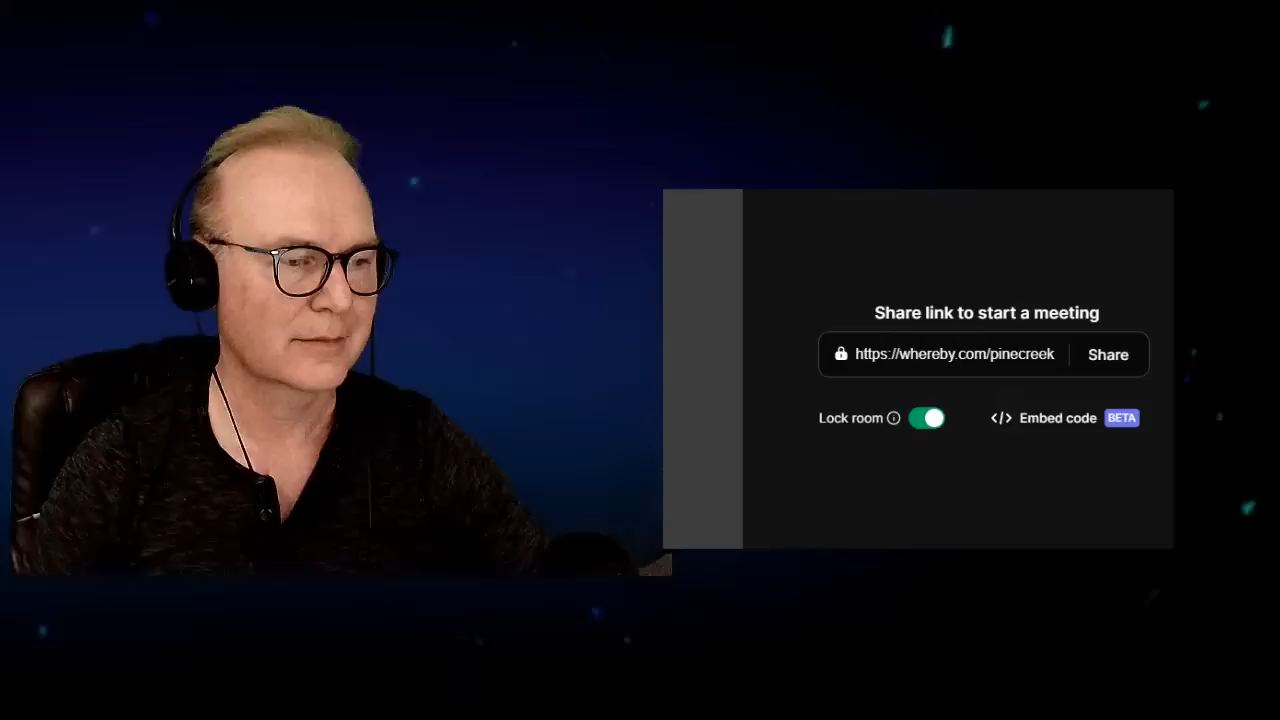 Share link to start a meeting
https://whereby.com/pinecreek Share
Lock room Embed code BETA